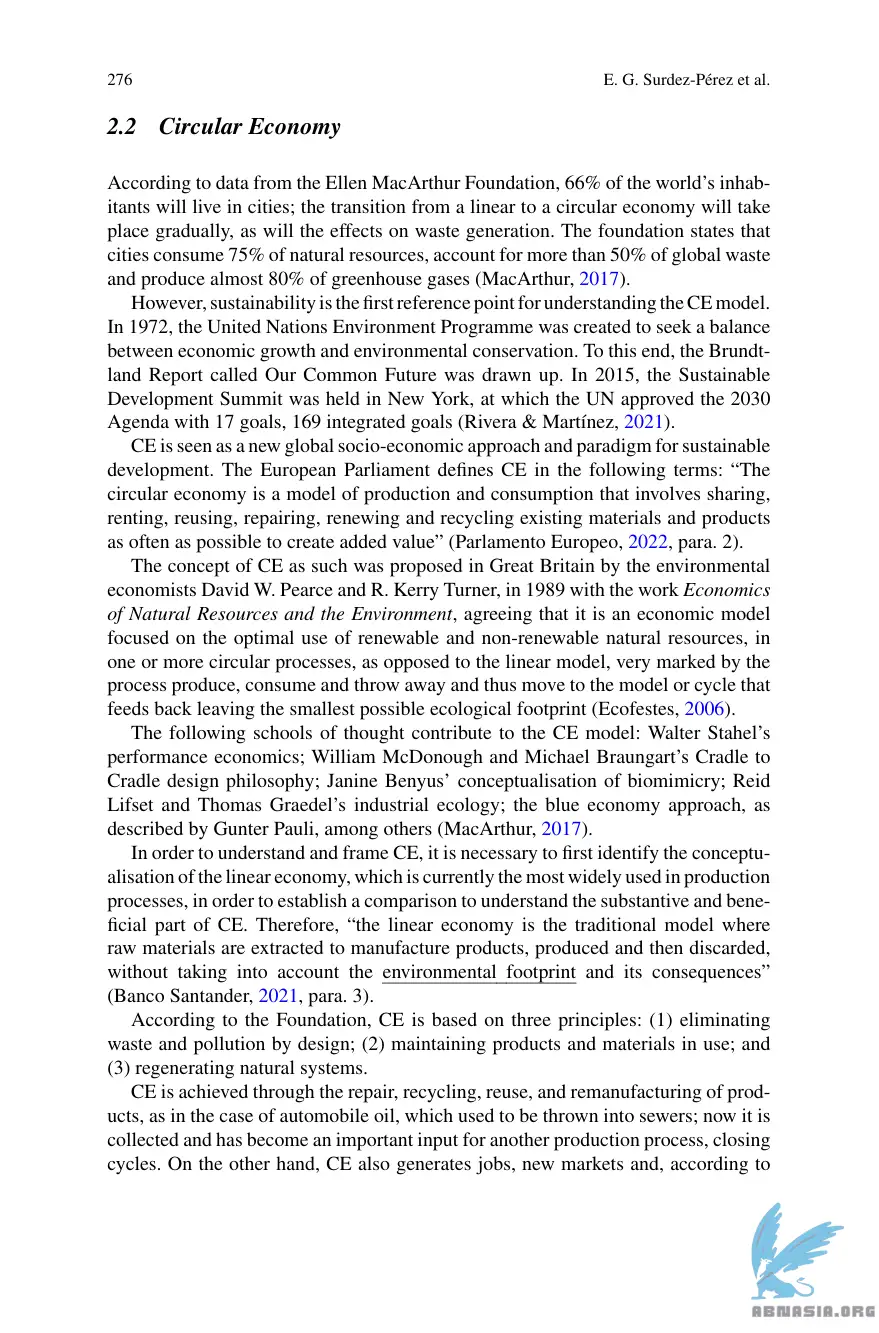 276
E. G. Surdez-Pérez et al.
2.2 Circular Economy
According to data from the Ellen MacArthur Foundation, 66% of the world’s inhab-
itants will live in cities; the transition from a linear to a circular economy will take
place gradually, as will the effects on waste generation. The foundation states that
cities consume 75% of natural resources, account for more than 50% of global waste
and produce almost 80% of greenhouse gases (MacArthur, 2017).
However, sustainability is the first reference point for understanding the CE model.
In 1972, the United Nations Environment Programme was created to seek a balance
between economic growth and environmental conservation. To this end, the Brundt-
land Report called Our Common Future was drawn up. In 2015, the Sustainable
Development Summit was held in New York, at which the UN approved the 2030
Agenda with 17 goals, 169 integrated goals (Rivera & Martínez, 2021).
CE is seen as a new global socio-economic approach and paradigm for sustainable
development. The European Parliament defines CE in the following terms: “The
circular economy is a model of production and consumption that involves sharing,
renting, reusing, repairing, renewing and recycling existing materials and products
as often as possible to create added value” (Parlamento Europeo, 2022, para. 2).
The concept of CE as such was proposed in Great Britain by the environmental
economists David W. Pearce and R. Kerry Turner, in 1989 with the work Economics
of Natural Resources and the Environment, agreeing that it is an economic model
focused on the optimal use of renewable and non-renewable natural resources, in
one or more circular processes, as opposed to the linear model, very marked by the
process produce, consume and throw away and thus move to the model or cycle that
feeds back leaving the smallest possible ecological footprint (Ecofestes, 2006).
The following schools of thought contribute to the CE model: Walter Stahel’s
performance economics; William McDonough and Michael Braungart’s Cradle to
Cradle design philosophy; Janine Benyus’ conceptualisation of biomimicry; Reid
Lifset and Thomas Graedel’s industrial ecology; the blue economy approach, as
described by Gunter Pauli, among others (MacArthur, 2017).
In order to understand and frame CE, it is necessary to first identify the conceptu-
alisation of the linear economy, which is currently the most widely used in production
processes, in order to establish a comparison to understand the substantive and bene-
ficial part of CE. Therefore, “the linear economy is the traditional model where
raw materials are extracted to manufacture products, produced and then discarded,
without taking into account the environmental footprint and its consequences”
(Banco Santander, 2021, para. 3).
According to the Foundation, CE is based on three principles: (1) eliminating
waste and pollution by design; (2) maintaining products and materials in use; and
(3) regenerating natural systems.
CE is achieved through the repair, recycling, reuse, and remanufacturing of prod-
ucts, as in the case of automobile oil, which used to be thrown into sewers; now it is
collected and has become an important input for another production process, closing
cycles. On the other hand, CE also generates jobs, new markets and, according to
ABNASIA.ORG